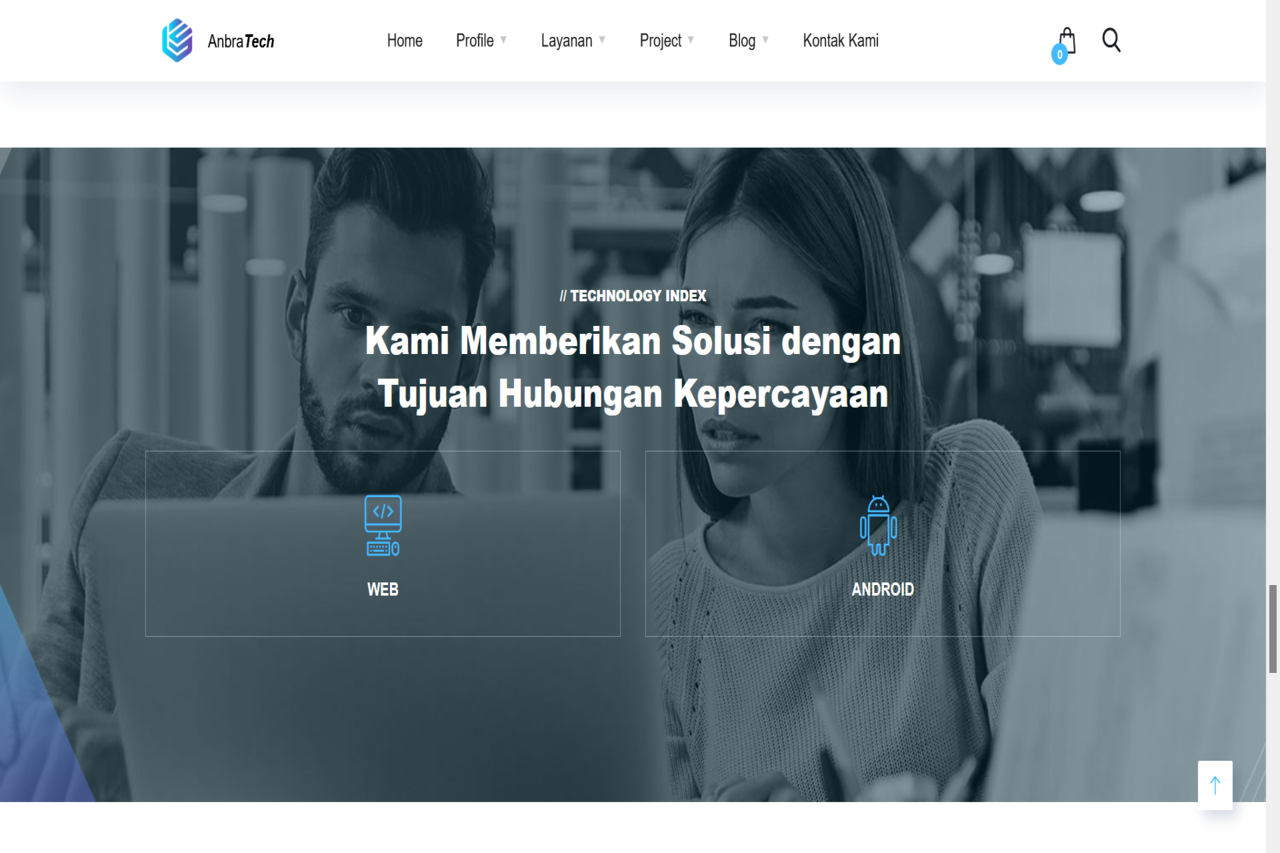 AnbraTech
Home Profile Layanan Project Blog Kontak Kami
0
// TECHNOLOGY INDEX
Kami Memberikan Solusi dengan
Tujuan Hubungan Kepercayaan
WEB
ANDROID